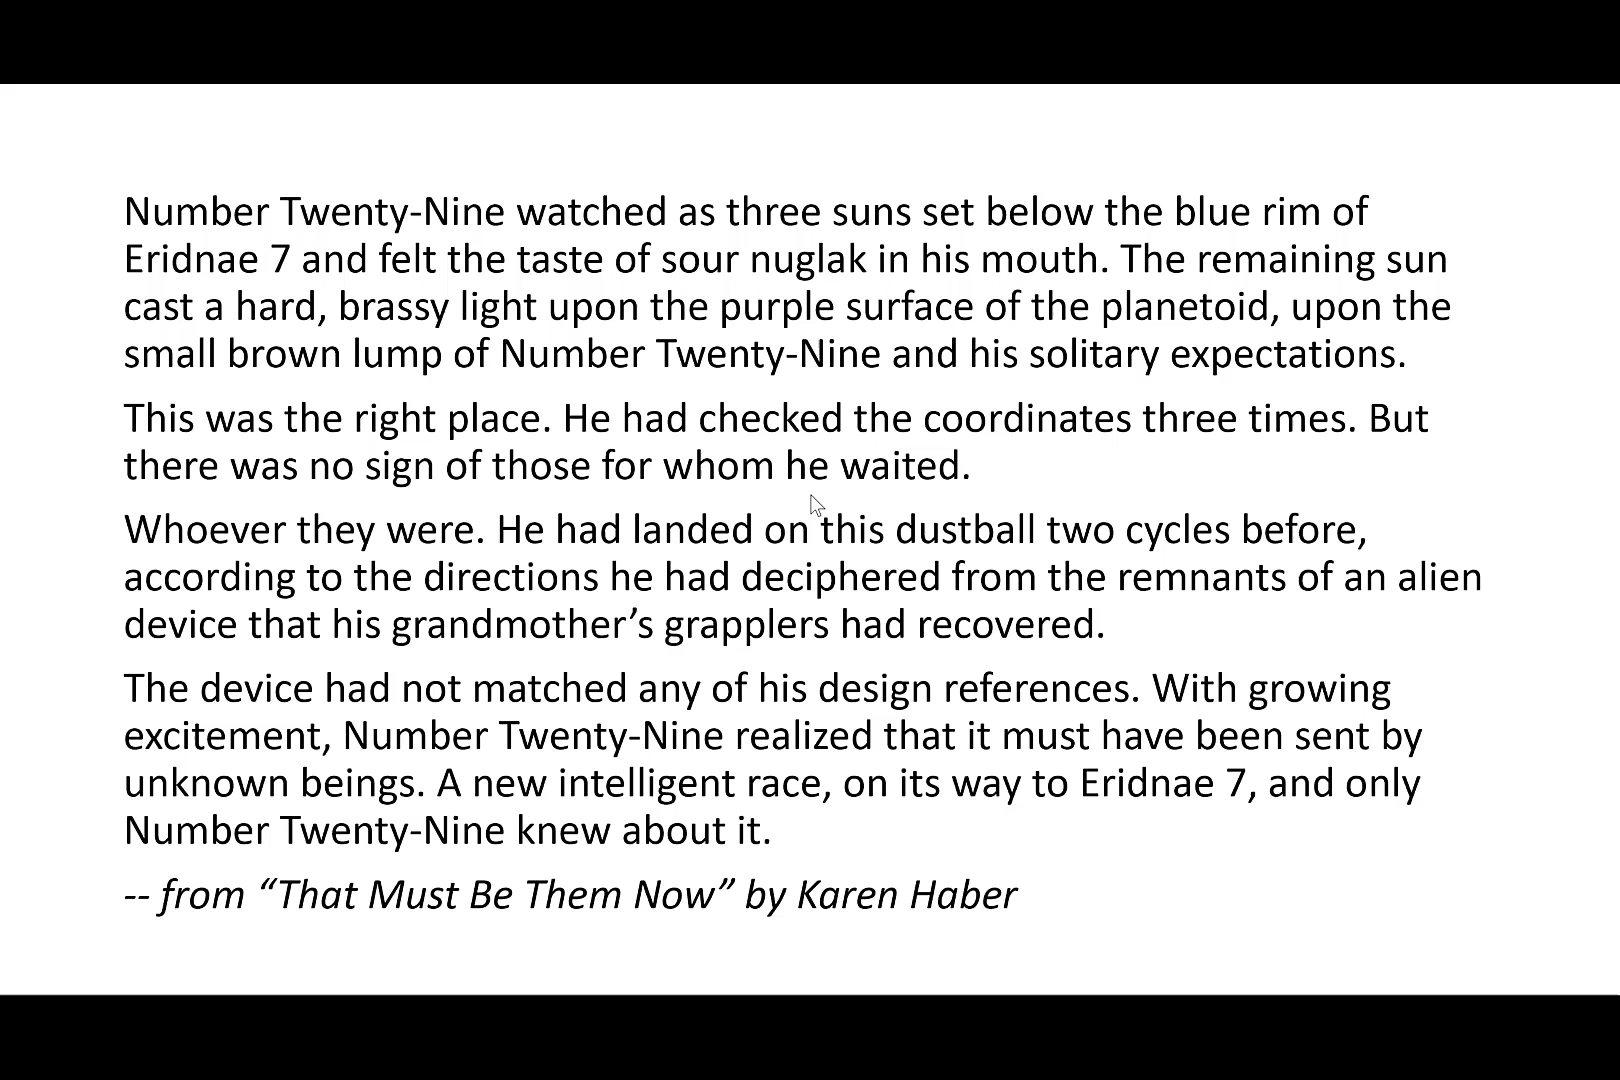 Number Twenty-Nine watched as three suns set below the blue rim of
Eridnae 7 and felt the taste of sour nuglak in his mouth. The remaining sun
cast a hard, brassy light upon the purple surface of the planetoid, upon the
small brown lump of Number Twenty-Nine and his solitary expectations.
This was the right place. He had checked the coordinates three times. But
there was no sign of those for whom he waited.
Whoever they were. He had landed on this dustball two cycles before,
according to the directions he had deciphered from the remnants of an alien
device that his grandmother’s grapplers had recovered.
The device had not matched any of his design references. With growing
excitement, Number Twenty-Nine realized that it must have been sent by
unknown beings. A new intelligent race, on its way to Eridnae 7, and only
Number Twenty-Nine knew about it.
-- from “That Must Be Them Now” by Karen Haber